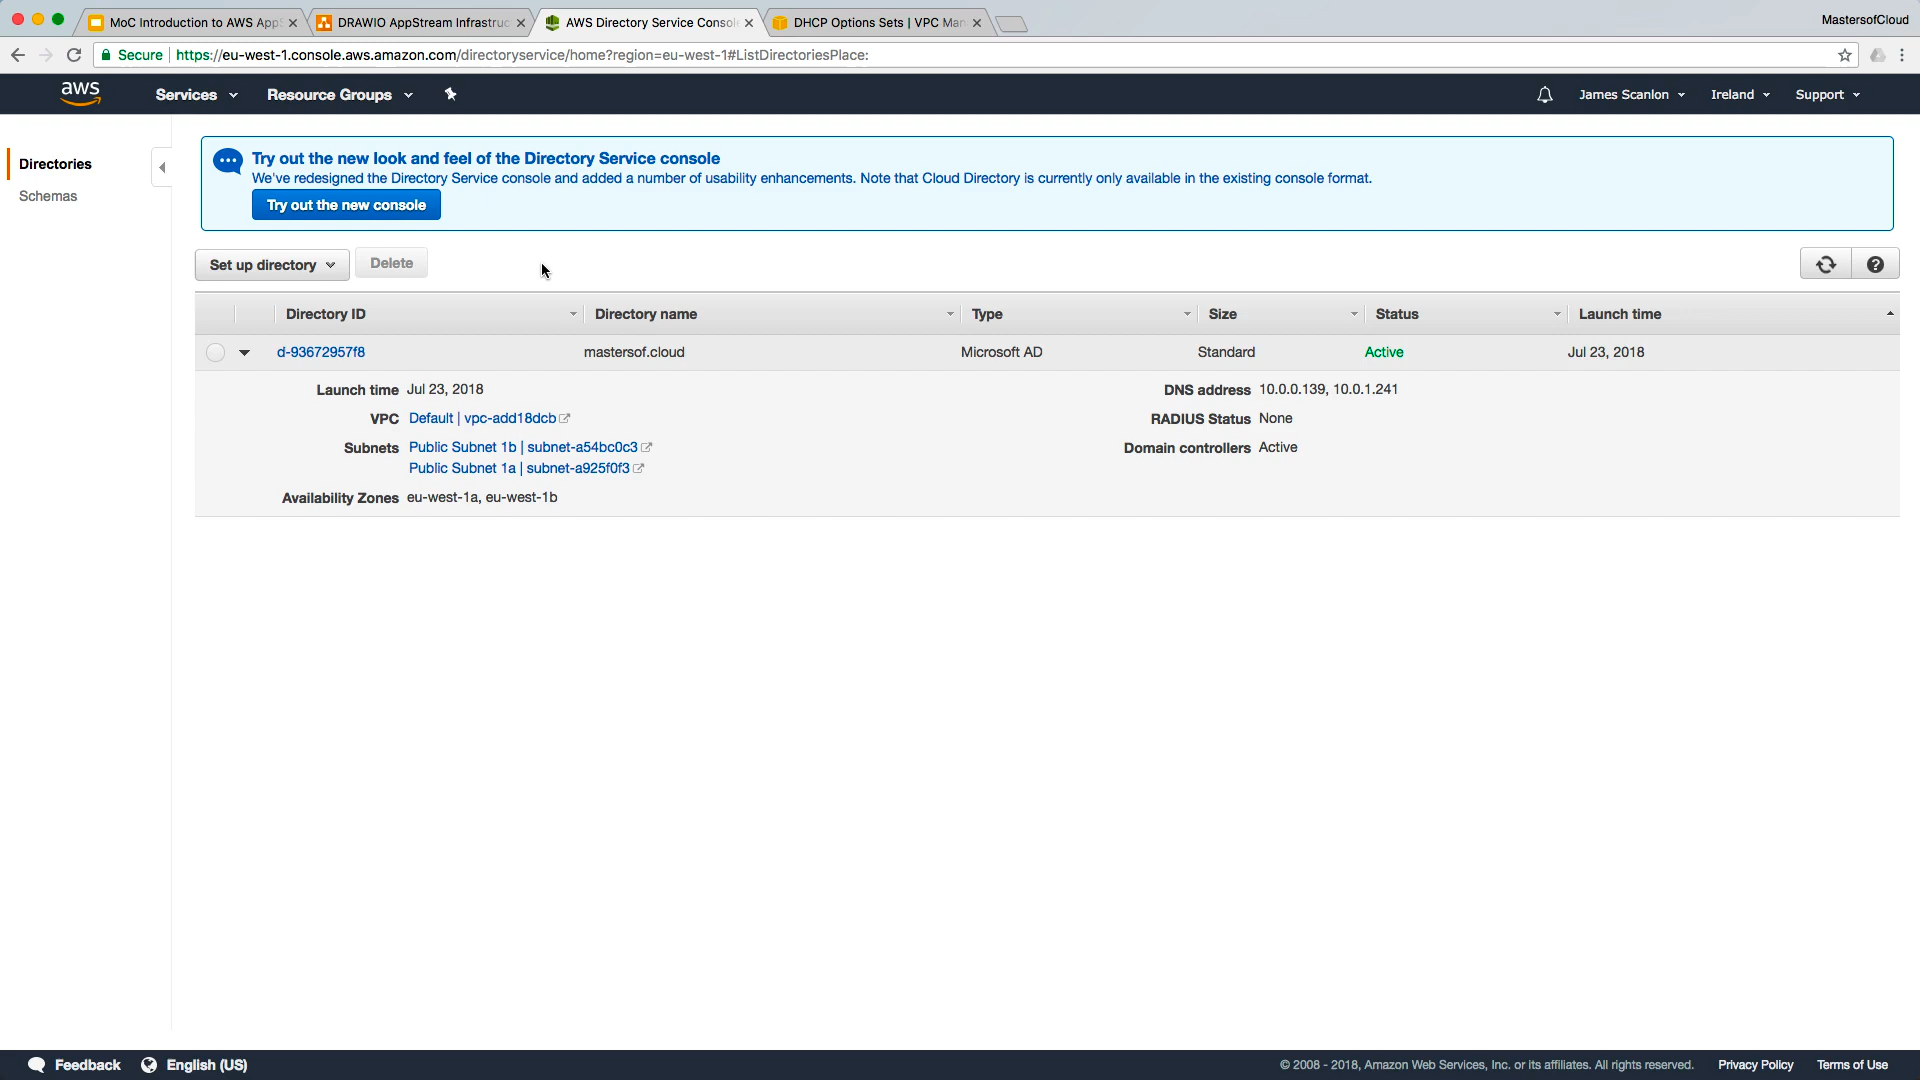 MoC Introduction to AWS App
DRAWIO AppStream Infrastruc
AWS Directory Service Consol
DHCP Options Sets | VPC Man
MastersofCloud
Secure
https://eu-west-1.console.aws.amazon.com/directoryservice/home?region=eu-west-1#ListDirectoriesPlace:
aws
Services
Resource Groups
James Scanlon
Ireland
Support
Directories
Schemas
Try out the new look and feel of the Directory Service console
We've redesigned the Directory Service console and added a number of usability enhancements. Note that Cloud Directory is currently only available in the existing console format.
Try out the new console
Set up directory
Delete
Directory ID
Directory name
Type
Size
Status
Launch time
d-93672957f8
mastersof.cloud
Microsoft AD
Standard
Active
Jul 23, 2018
Launch time Jul 23, 2018
VPC Default | vpc-add18dcb
Subnets Public Subnet 1b | subnet-a54bc0c3
Public Subnet 1a | subnet-a925f0f3
Availability Zones eu-west-1a, eu-west-1b
DNS address 10.0.0.139, 10.0.1.241
RADIUS Status None
Domain controllers Active
Feedback
English (US)
© 2008 - 2018, Amazon Web Services, Inc. or its affiliates. All rights reserved.
Privacy Policy
Terms of Use